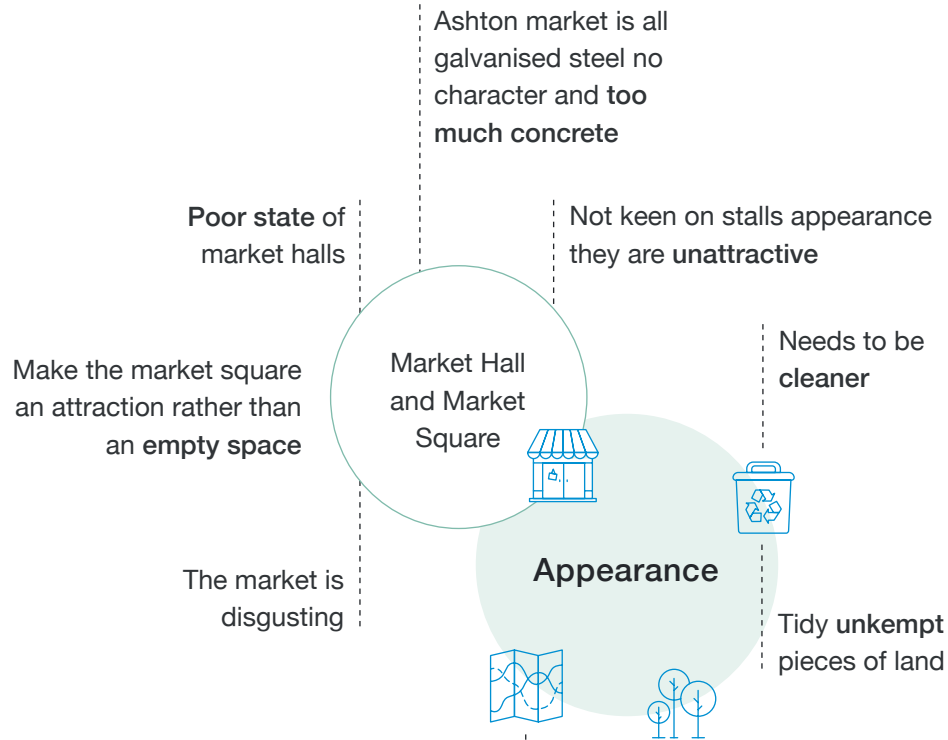 Ashton market is all
galvanised steel no
character and too
much concrete
Poor state of
market halls
Not keen on stalls appearance
they are unattractive
Needs to be
cleaner
Make the market square
an attraction rather than
an empty space
Market Hall
and Market
Square
Appearance
The market is
disgusting
Tidy unkempt
pieces of land